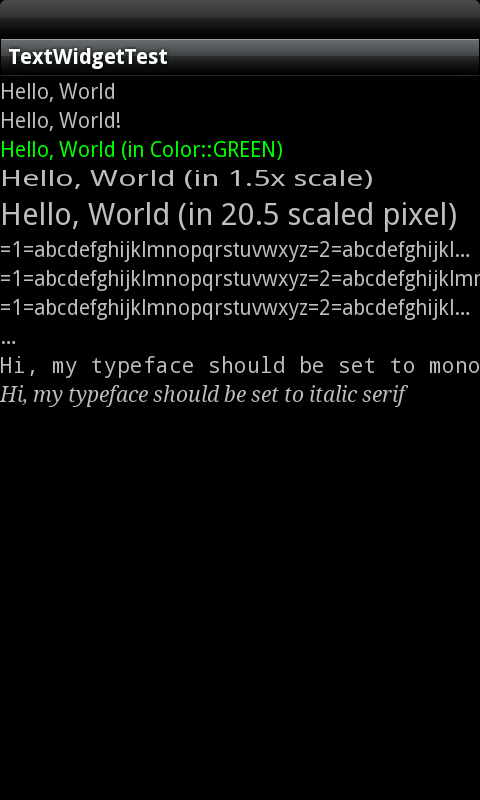 TextWidgetTest
Hello, World
Hello, World!
Hello, World (in Color::GREEN)
Hello, World (in 1.5x scale)
Hello, World (in 20.5 scaled pixel)
=1=abcdefghijklmnopqrstuvwxyz=2=abcdefghijkl...
=1=abcdefghijklmnopqrstuvwxyz=2=abcdefghijklmn
=1=abcdefghijklmnopqrstuvwxyz=2=abcdefghijkl...
...
Hi, my typeface should be set to mono
Hi, my typeface should be set to italic serif